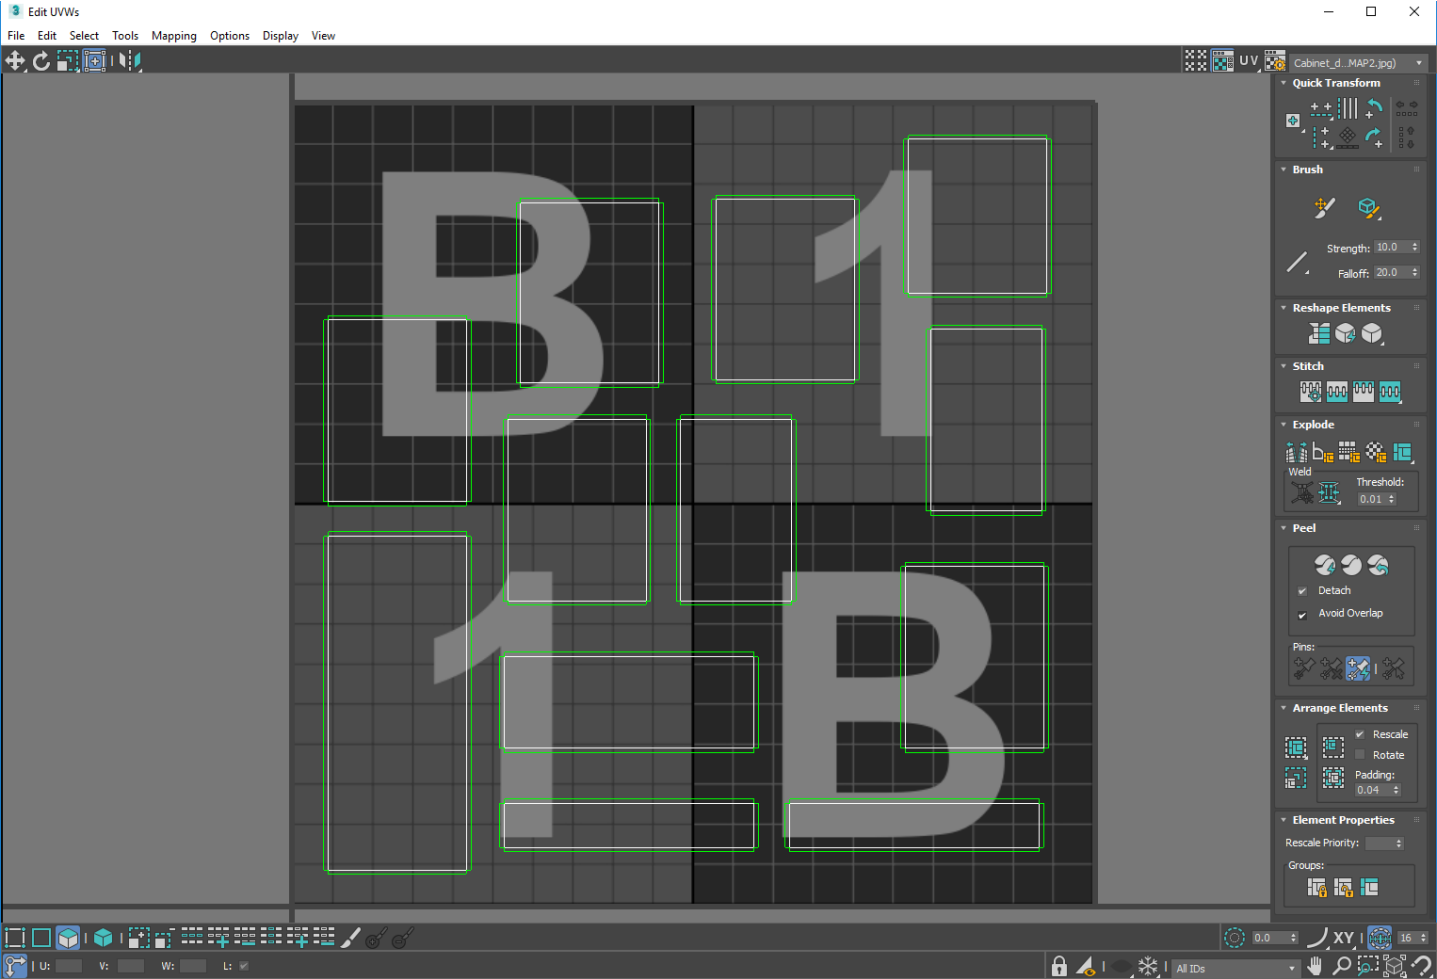 3 Edit UVWs
File Edit Select Tools Mapping Options Display View
UV Cabinet_d...MAP2.jpg)
Quick Transform
Brush
Strength: 10.0
Falloff: 20.0
Reshape Elements
Stitch
Explode
Weld
Threshold:
0.01
Peel
Detach
Avoid Overlap
Pins:
Arrange Elements
Rescale
Rotate
Padding:
0.04
Element Properties
Rescale Priority:
Groups:
B 1
1 B
0.0 XY 16
U: V: W: L: All IDs